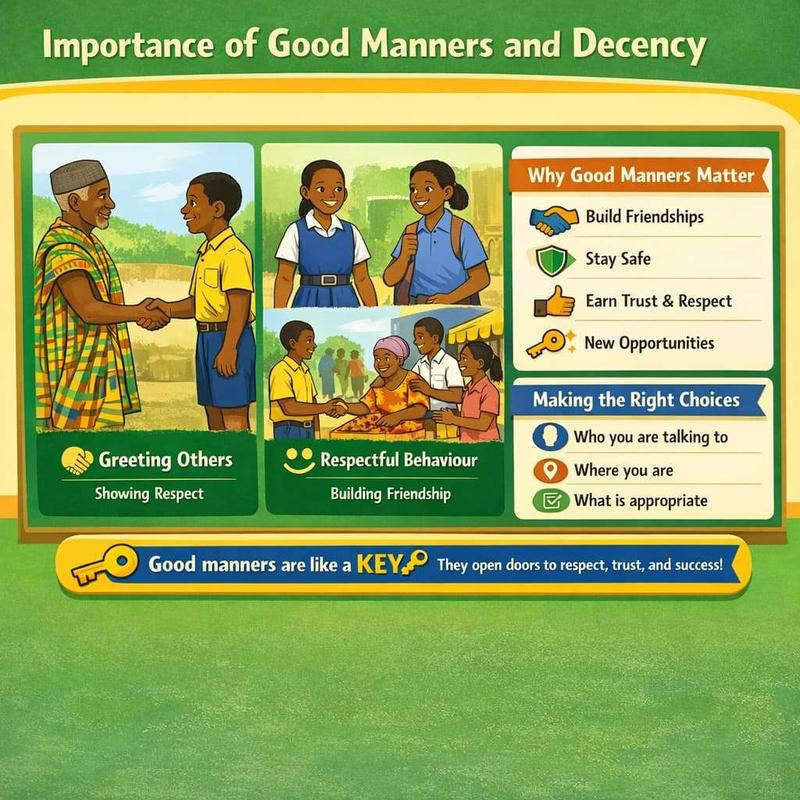 Importance of Good Manners and Decency
Greeting Others
Showing Respect
Respectful Behaviour
Building Friendship
Why Good Manners Matter
Build Friendships
Stay Safe
Earn Trust & Respect
New Opportunities
Making the Right Choices
Who you are talking to
Where you are
What is appropriate
Good manners are like a KEY They open doors to respect, trust, and success!